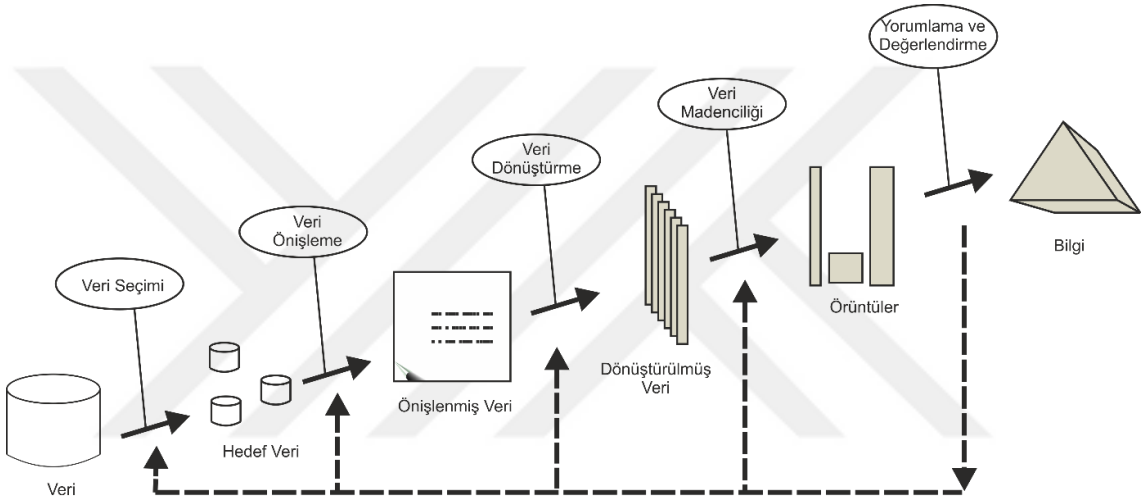 Yorumlama ve
Değerlendirme
Veri
Madenciliği
Veri
Dönüştürme
Veri
Önişleme
Veri Seçimi
Bilgi
Örüntüler
Dönüştürülmüş
Veri
Önişlenmiş Veri
Hedef Veri
Veri